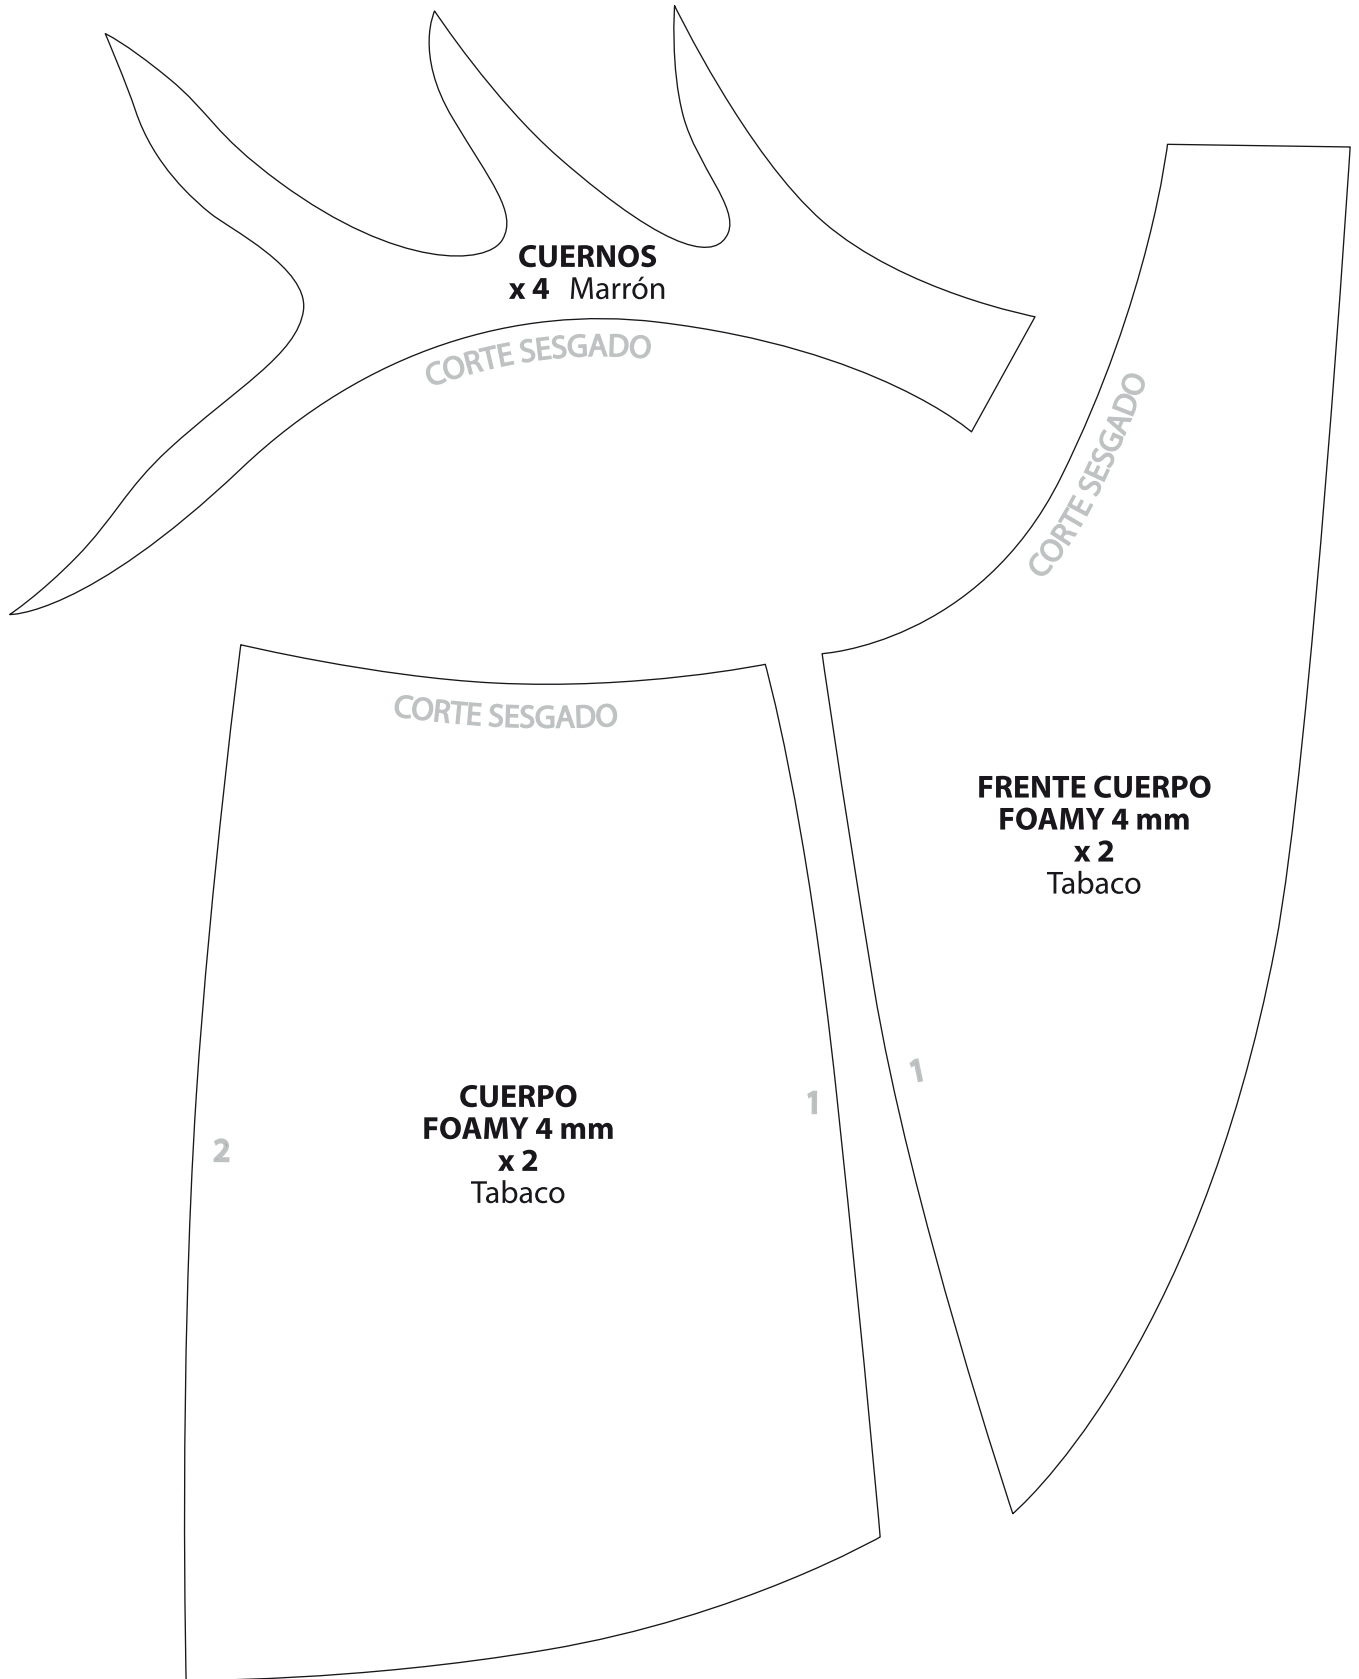 CUERNOS
x 4 Marrón
CORTE SESGADO
CORTE SESGADO
CORTE SESGADO
FRENTE CUERPO
FOAMY 4 mm
x 2
Tabaco
1
CUERPO
FOAMY 4 mm
x 2
Tabaco
1
2